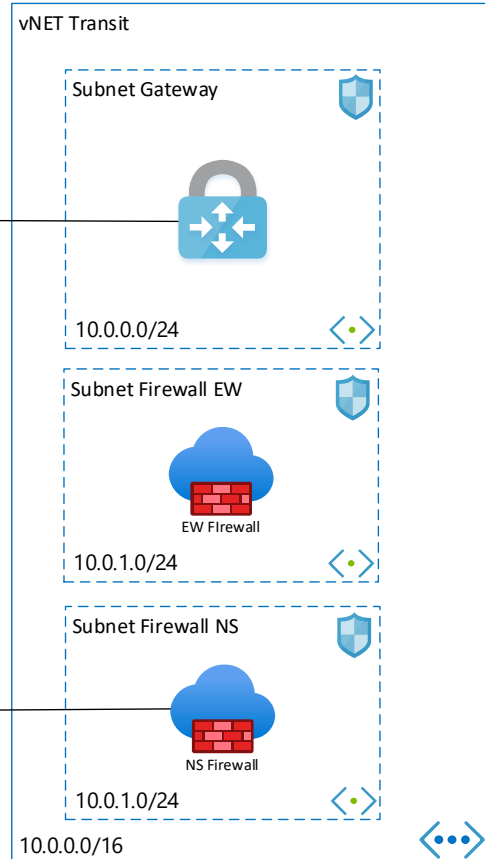 vNET Transit
Subnet Gateway
10.0.0.0/24
Subnet Firewall EW
EW FIrewall
10.0.1.0/24
Subnet Firewall NS
NS Firewall
10.0.1.0/24
10.0.0.0/16